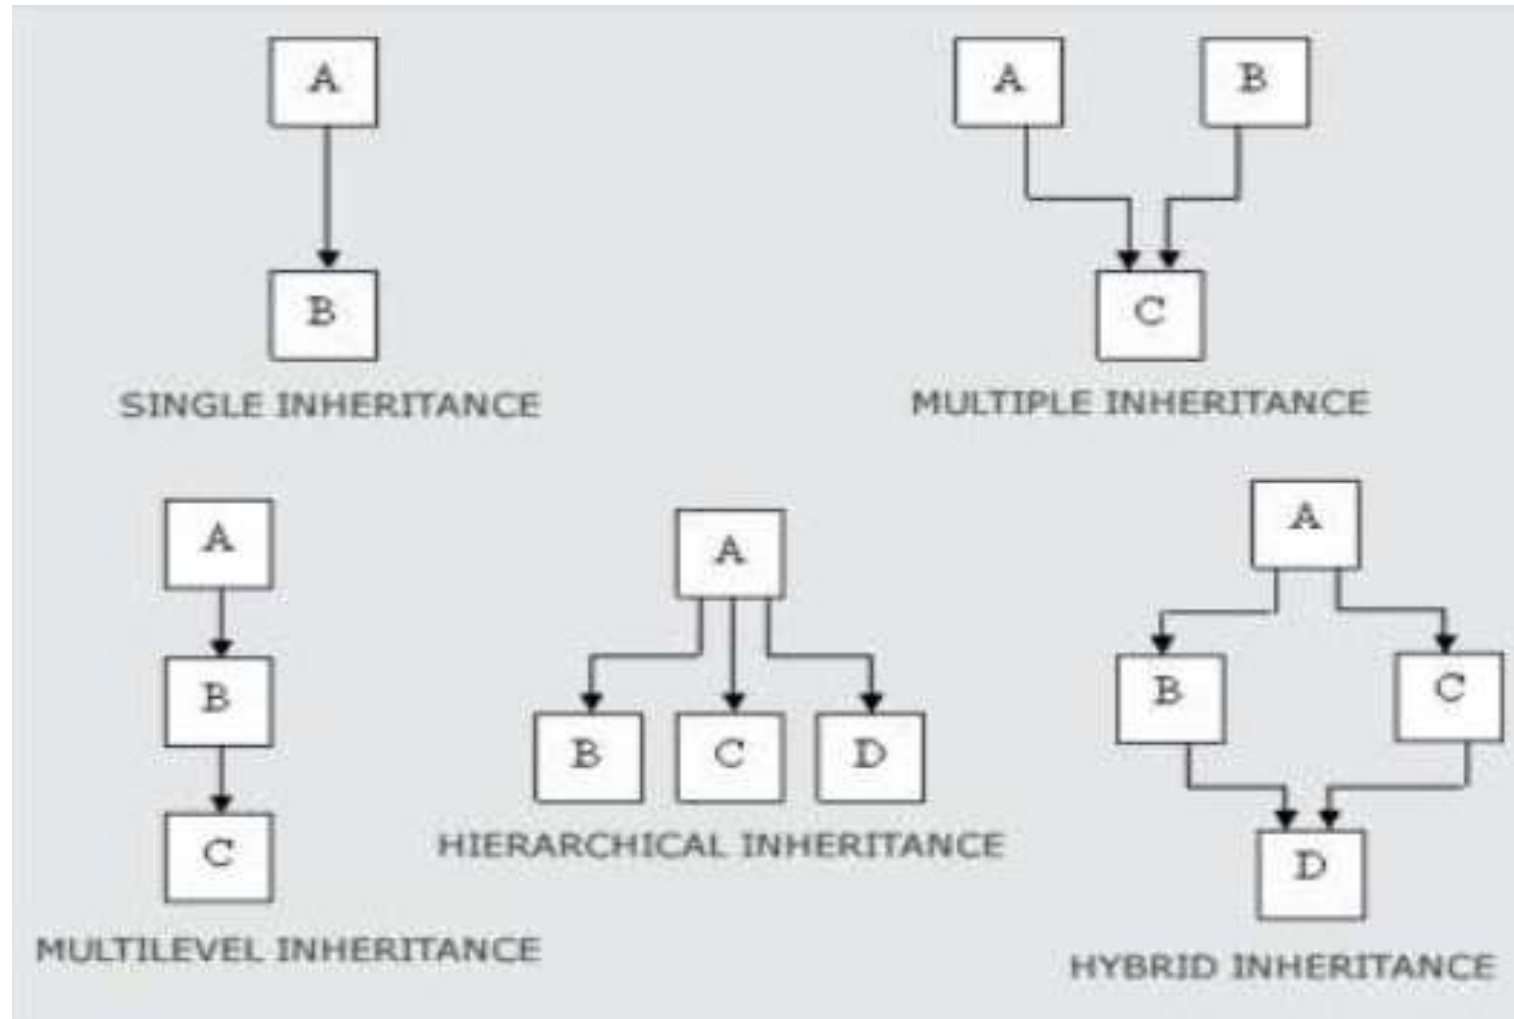 A
B
SINGLE INHERITANCE
A B
C
MULTIPLE INHERITANCE
A
B
C
MULTILEVEL INHERITANCE
A
B C D
HIERARCHICAL INHERITANCE
A
B C
D
HYBRID INHERITANCE